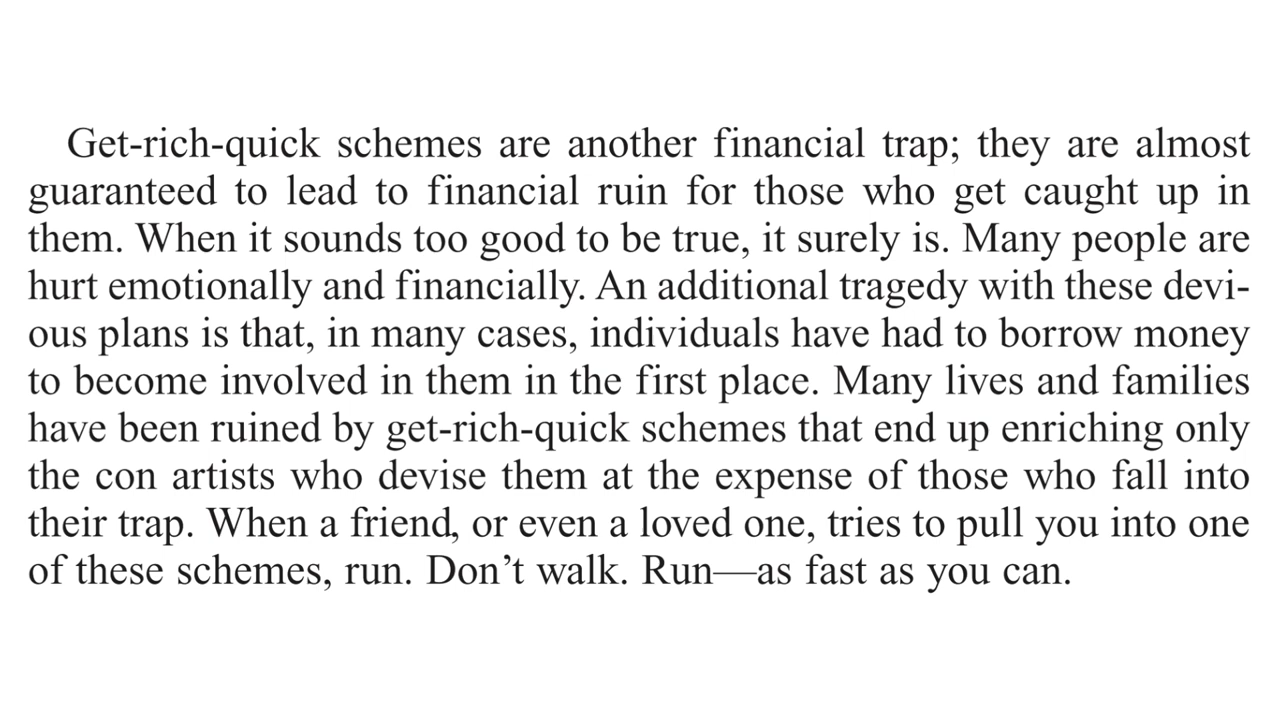 Get-rich-quick schemes are another financial trap; they are almost
guaranteed to lead to financial ruin for those who get caught up in
them. When it sounds too good to be true, it surely is. Many people are
hurt emotionally and financially. An additional tragedy with these devi-
ous plans is that, in many cases, individuals have had to borrow money
to become involved in them in the first place. Many lives and families
have been ruined by get-rich-quick schemes that end up enriching only
the con artists who devise them at the expense of those who fall into
their trap. When a friend, or even a loved one, tries to pull you into one
of these schemes, run. Don’t walk. Run—as fast as you can.